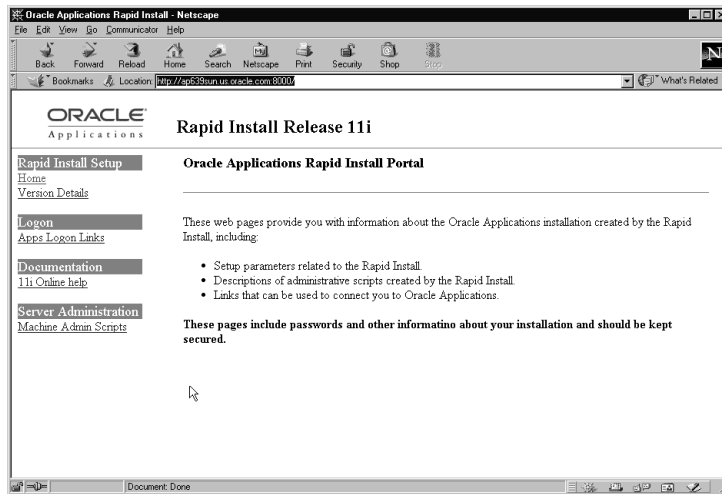 Oracle Applications Rapid Install - Netscape
File Edit View Go Communicator Help
Back Forward Reload Home Search Netscape Print Security Shop Stop
N
Bookmarks Location: http://ap639sun.us.oracle.com:8000/ What's Related
ORACLE
Applications
Rapid Install Release 11i
Rapid Install Setup
Home
Version Details
Logon
Apps Logon Links
Documentation
11i Online help
Server Administration
Machine Admin Scripts
Oracle Applications Rapid Install Portal
These web pages provide you with information about the Oracle Applications installation created by the Rapid
Install, including:
• Setup parameters related to the Rapid Install.
• Descriptions of administrative scripts created by the Rapid Install.
• Links that can be used to connect you to Oracle Applications.
These pages include passwords and other informatino about your installation and should be kept
secured.
Document: Done